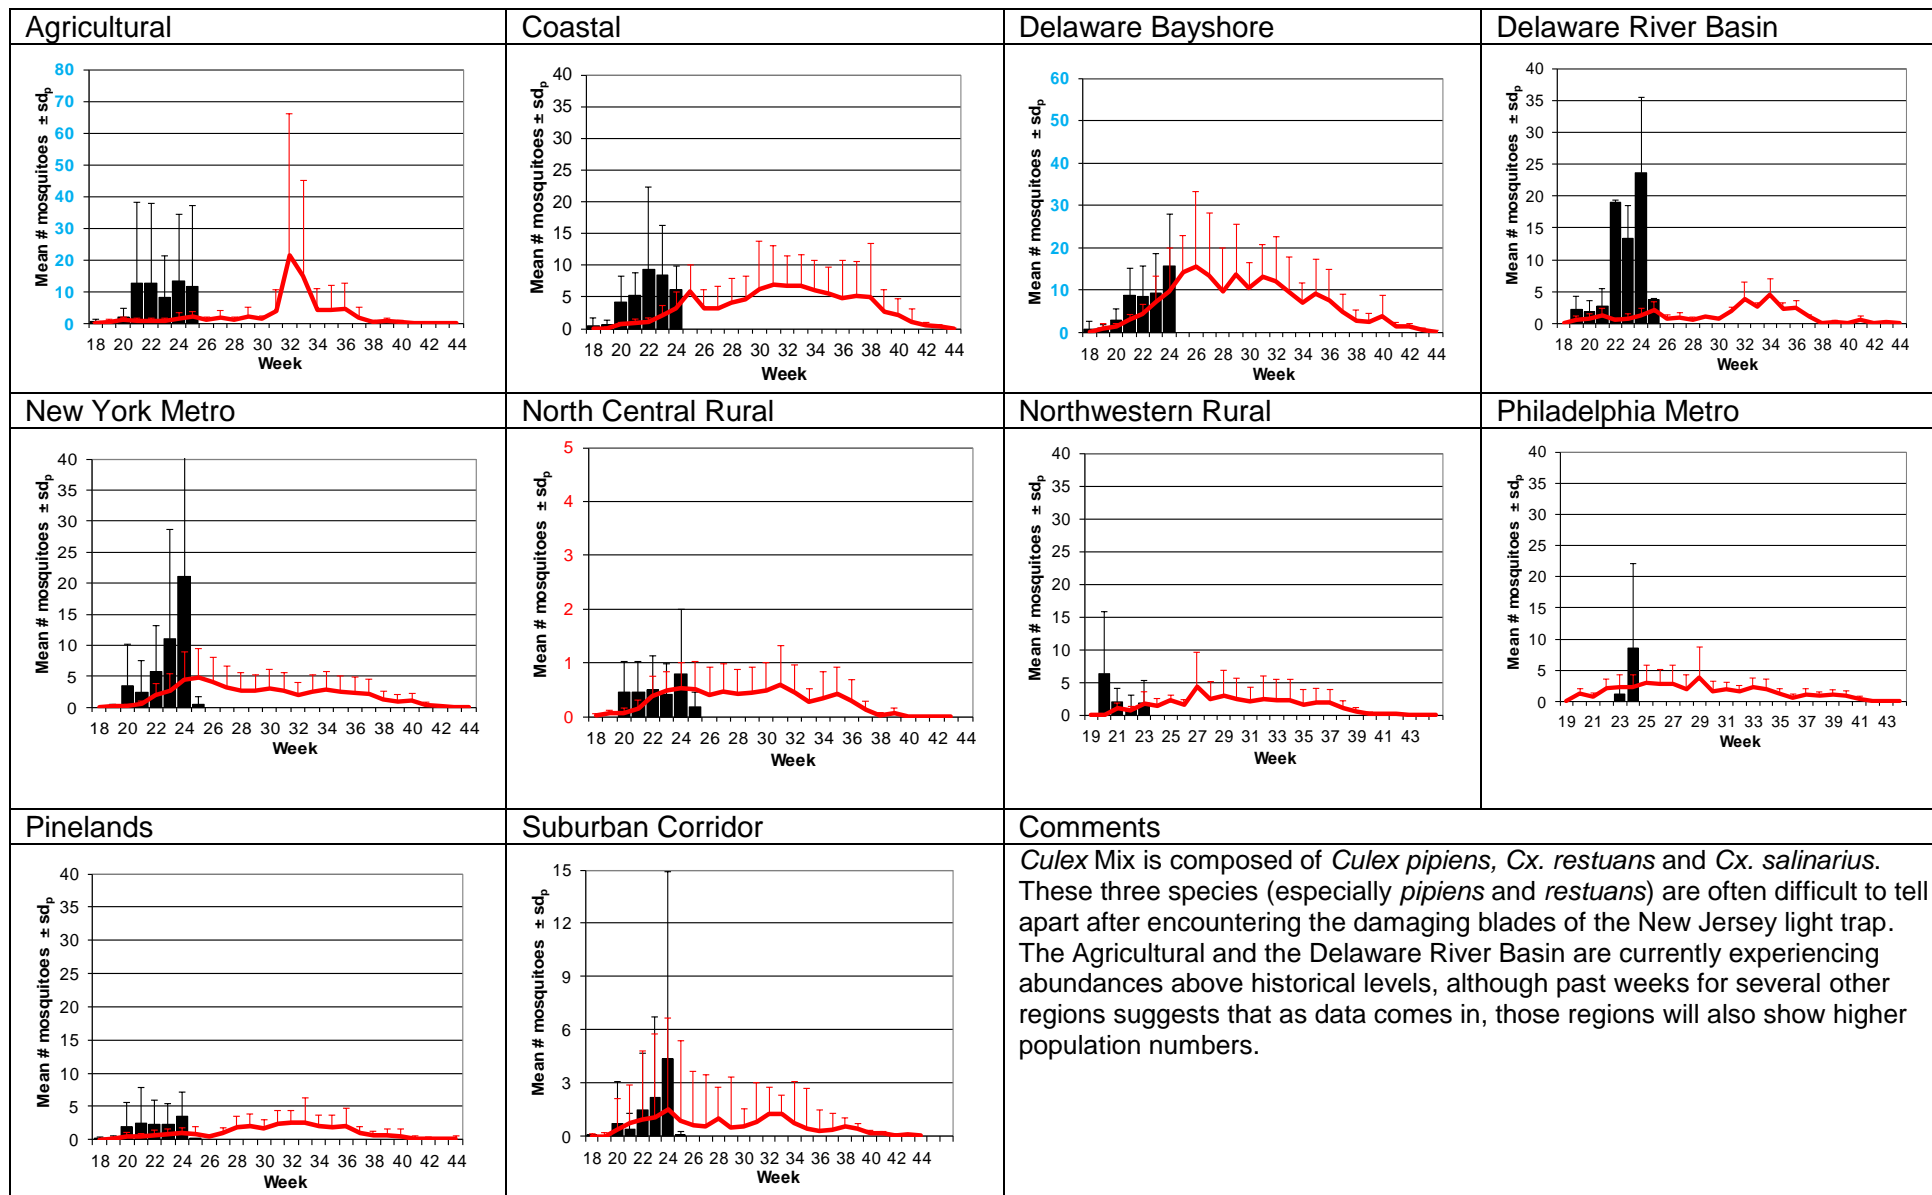 Agricultural
Mean # mosquitoes ± sdp
80
70
60
50
40
30
20
10
0
18 20 22 24 26 28 30 32 34 36 38 40 42 44
Week
Coastal
Mean # mosquitoes ± sdp
40
35
30
25
20
15
10
5
0
18 20 22 24 26 28 30 32 34 36 38 40 42 44
Week
Delaware Bayshore
Mean # mosquitoes ± sdp
60
50
40
30
20
10
0
18 20 22 24 26 28 30 32 34 36 38 40 42 44
Week
Delaware River Basin
Mean # mosquitoes ± sdp
40
35
30
25
20
15
10
5
0
18 20 22 24 26 28 30 32 34 36 38 40 42 44
Week
New York Metro
Mean # mosquitoes ± sdp
40
35
30
25
20
15
10
5
0
18 20 22 24 26 28 30 32 34 36 38 40 42 44
Week
North Central Rural
Mean # mosquitoes ± sdp
5
4
3
2
1
0
18 20 22 24 26 28 30 32 34 36 38 40 42 44
Week
Northwestern Rural
Mean # mosquitoes ± sdp
40
35
30
25
20
15
10
5
0
19 21 23 25 27 29 31 33 35 37 39 41 43
Week
Philadelphia Metro
Mean # mosquitoes ± sdp
40
35
30
25
20
15
10
5
0
19 21 23 25 27 29 31 33 35 37 39 41 43
Week
Pinelands
Mean # mosquitoes ± sdp
40
35
30
25
20
15
10
5
0
18 20 22 24 26 28 30 32 34 36 38 40 42 44
Week
Suburban Corridor
Mean # mosquitoes ± sdp
15
12
9
6
3
0
18 20 22 24 26 28 30 32 34 36 38 40 42 44
Week
Comments
Culex Mix is composed of Culex pipiens, Cx. restuans and Cx. salinarius.
These three species (especially pipiens and restuans) are often difficult to tell
apart after encountering the damaging blades of the New Jersey light trap.
The Agricultural and the Delaware River Basin are currently experiencing
abundances above historical levels, although past weeks for several other
regions suggests that as data comes in, those regions will also show higher
population numbers.